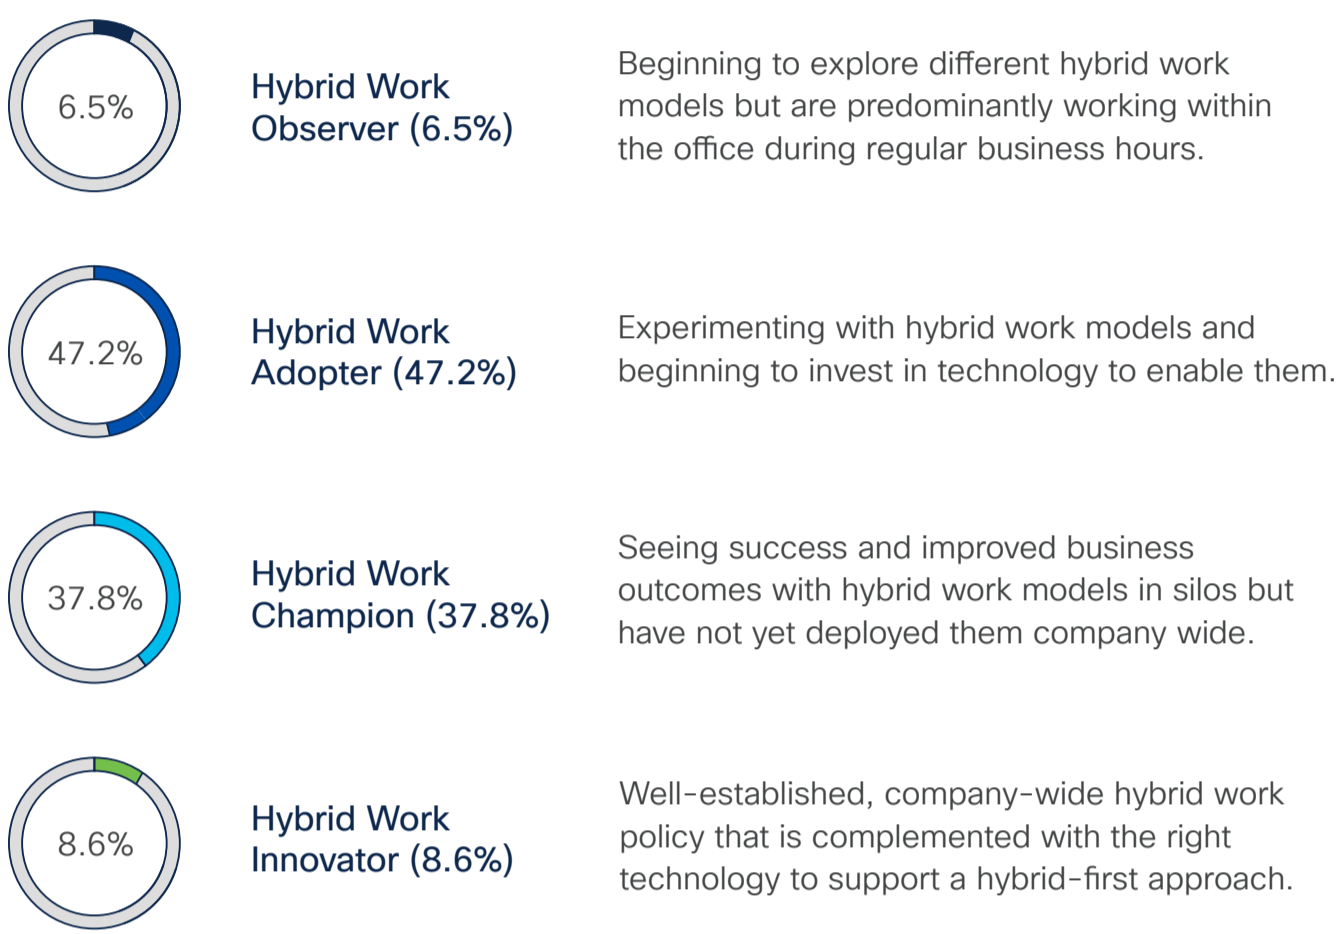 6.5%
Hybrid Work
Observer (6.5%)
Beginning to explore different hybrid work
models but are predominantly working within
the office during regular business hours.
47.2%
Hybrid Work
Adopter (47.2%)
Experimenting with hybrid work models and
beginning to invest in technology to enable them.
37.8%
Hybrid Work
Champion (37.8%)
Seeing success and improved business
outcomes with hybrid work models in silos but
have not yet deployed them company wide.
8.6%
Hybrid Work
Innovator (8.6%)
Well-established, company-wide hybrid work
policy that is complemented with the right
technology to support a hybrid-first approach.